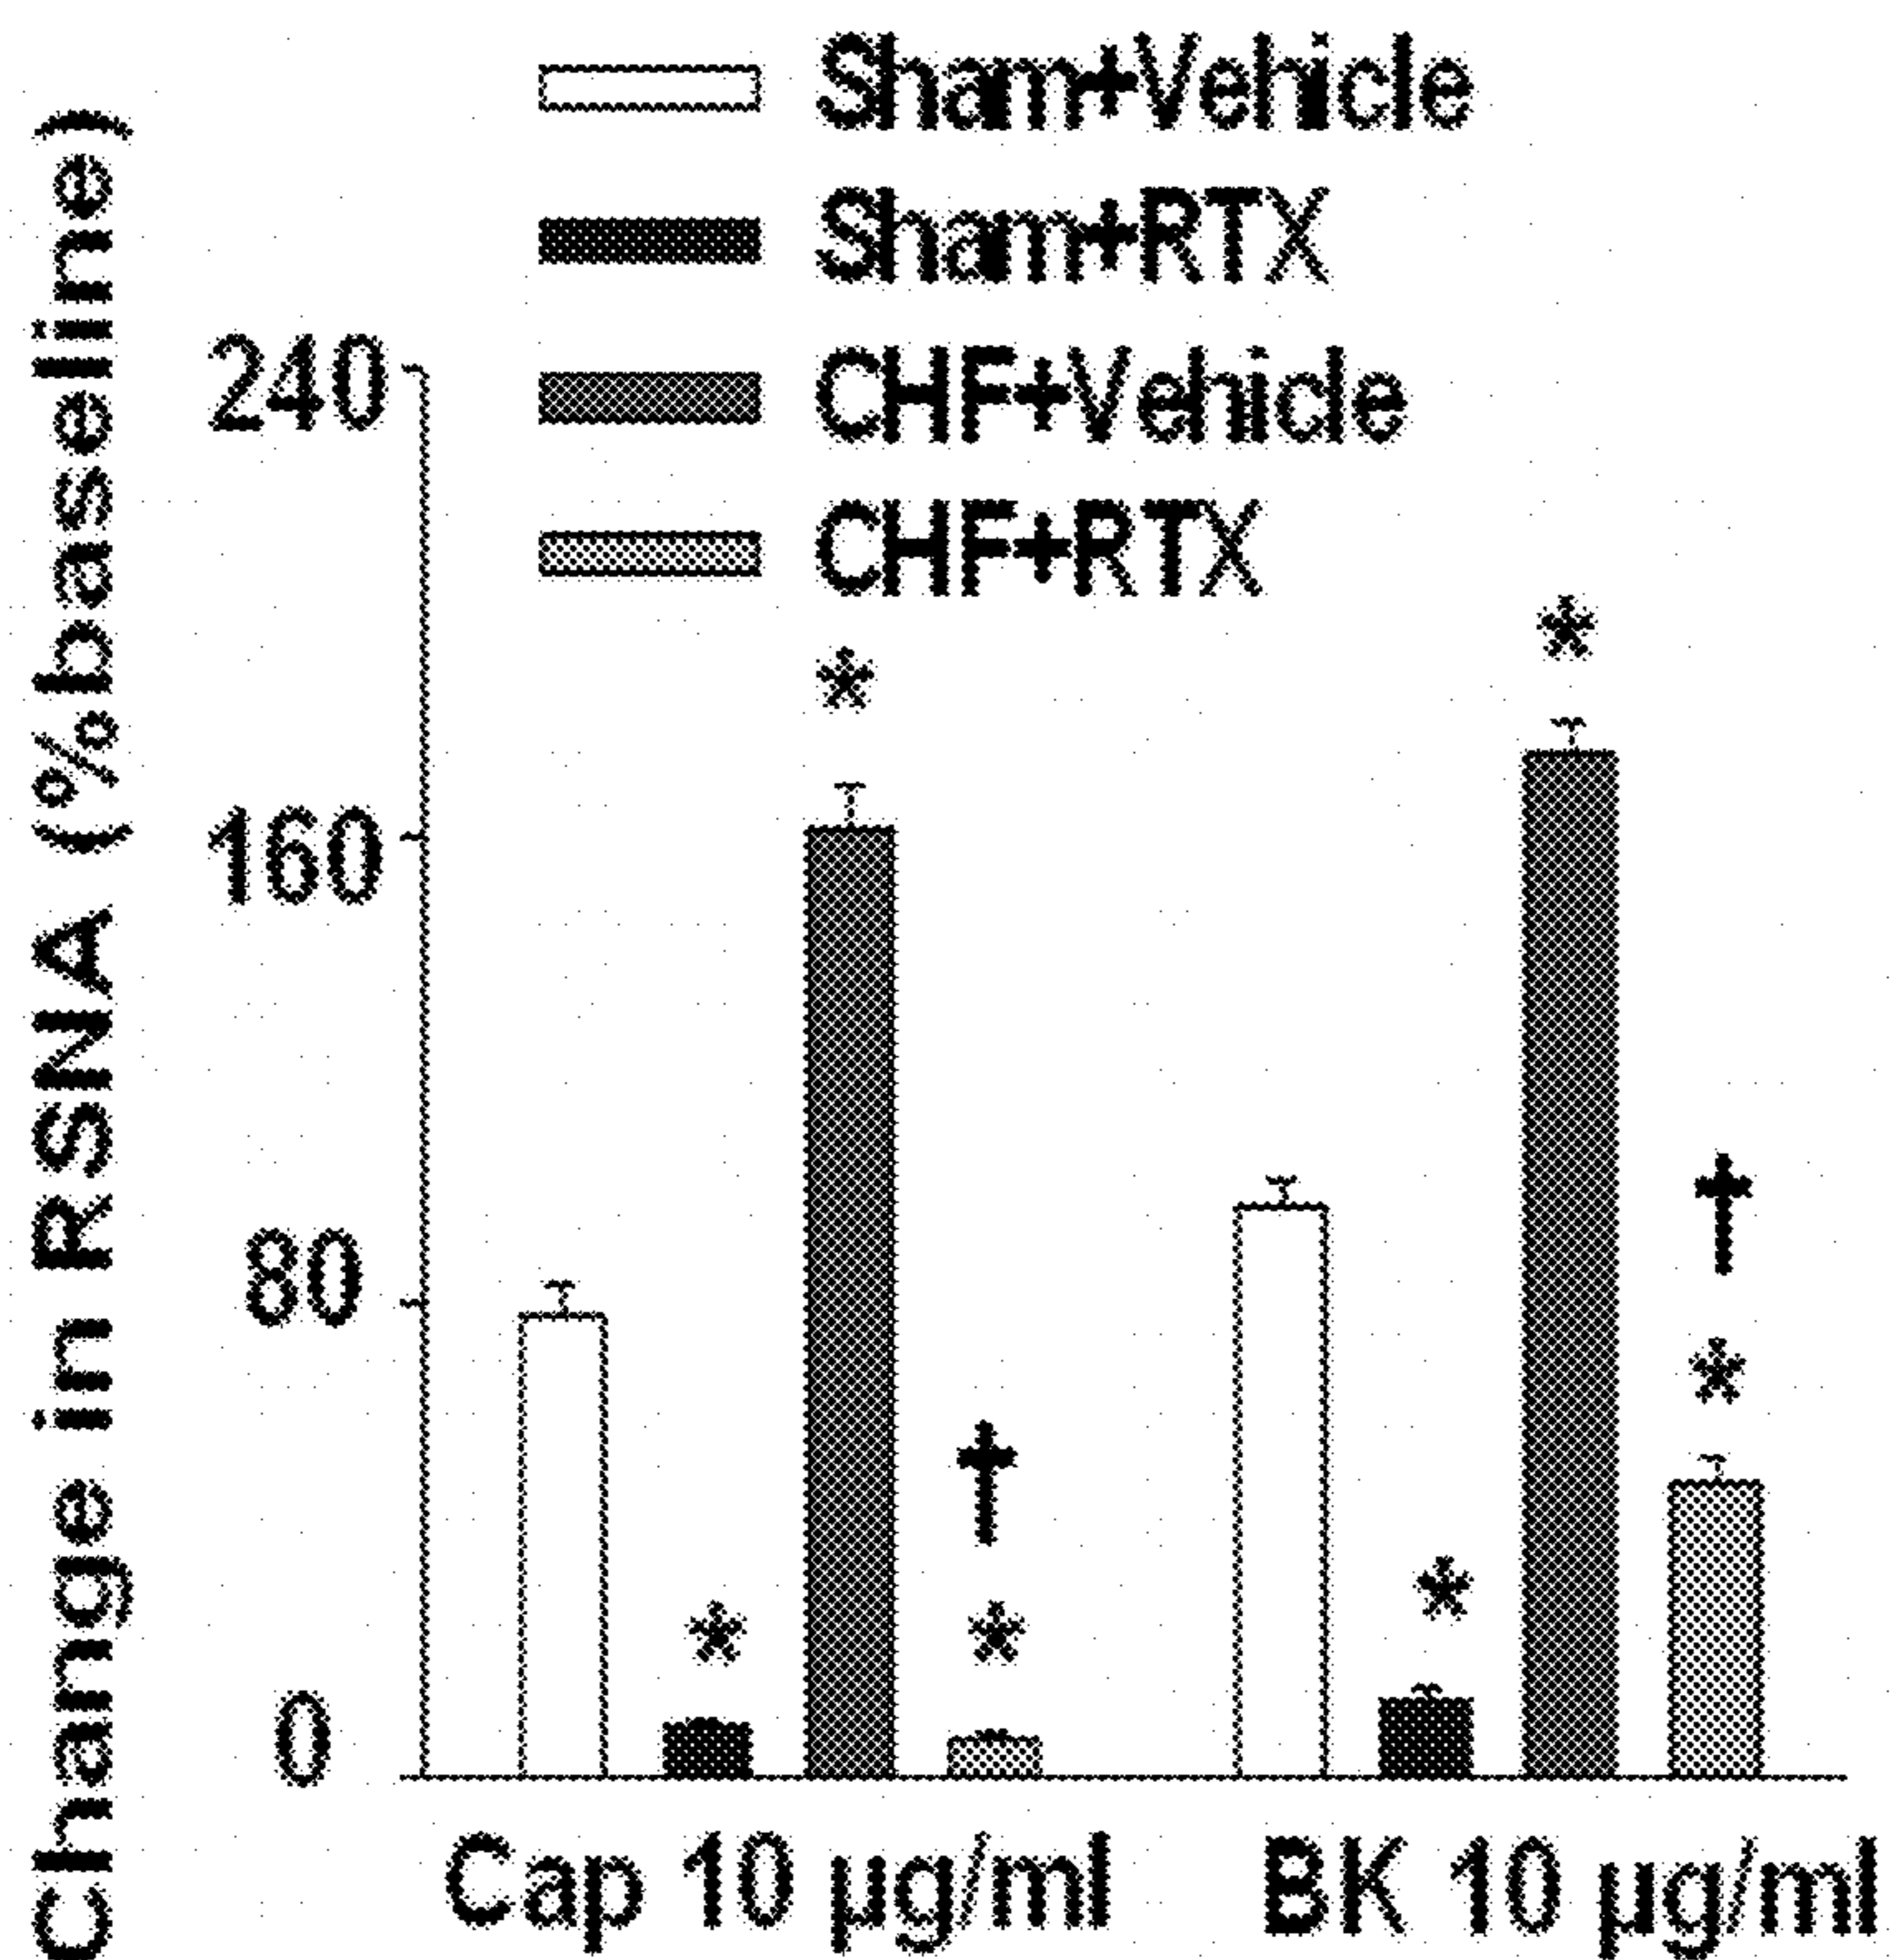 Sham+Vehicle
Sham+RTX
CHF+Vehicle
CHF+RTX
Change in RSNA (%baseline)
240
160
80
0
*
*
*
†
*
*
†
*
Cap 10 µg/ml
BK 10 µg/ml